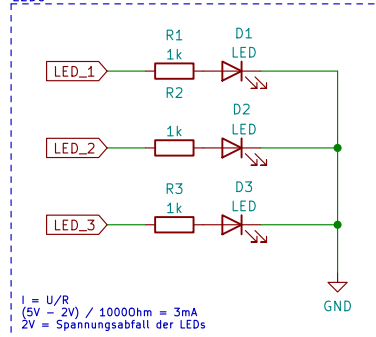 R1
D1
1k
LED
LED_1
R2
D2
1k
LED
LED_2
R3
D3
1k
LED
LED_3
I = U/R
(5V - 2V) / 1000Ohm = 3mA
2V = Spannungsabfall der LEDs
GND